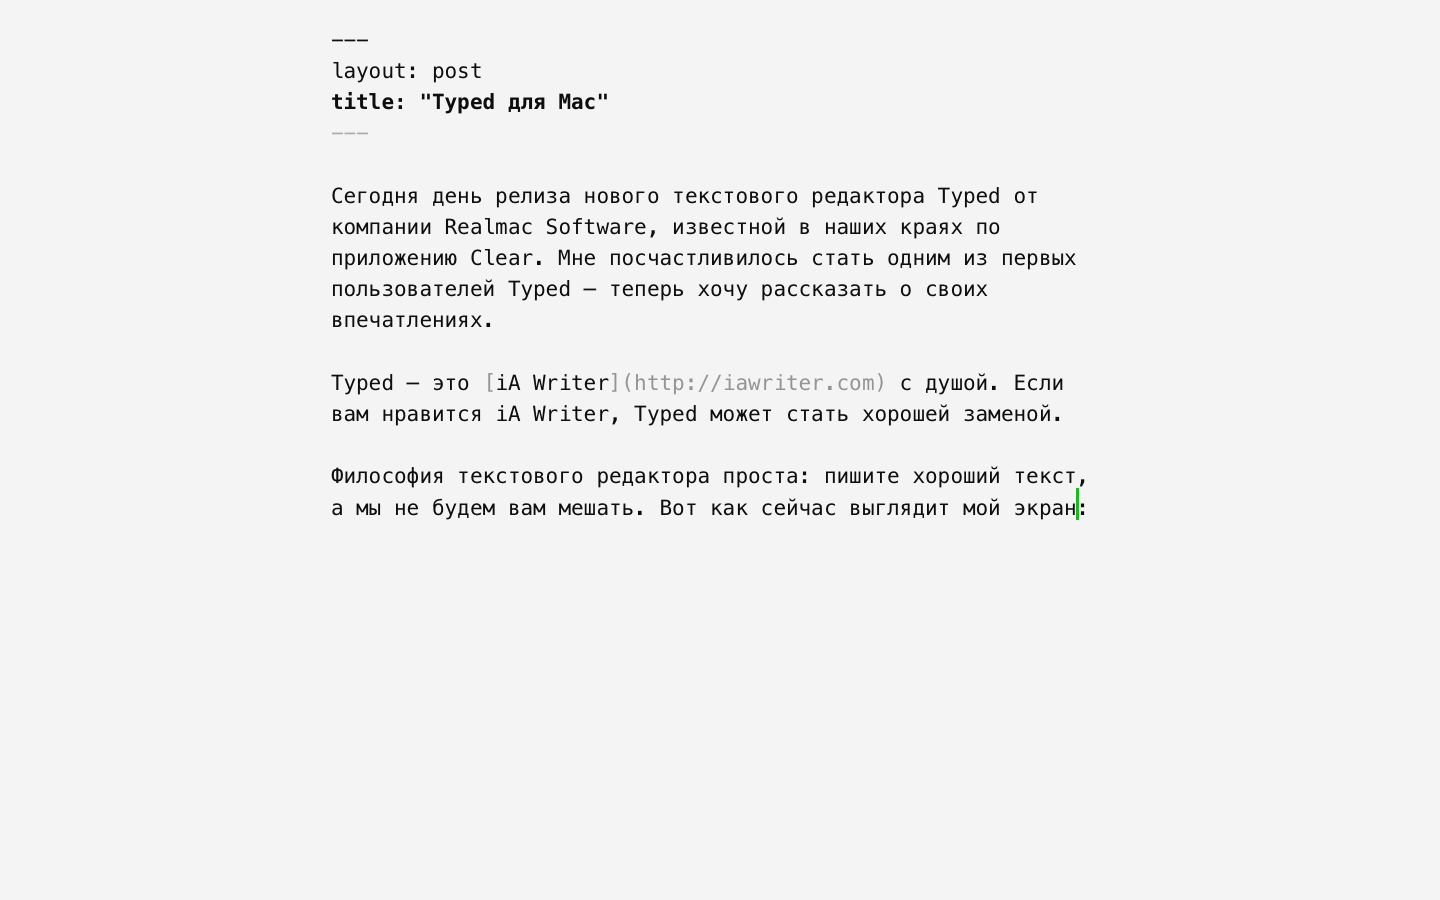 ---
layout: post
title: "Typed для Mac"
---
Сегодня день релиза нового текстового редактора Typed от
компании Realmac Software, известной в наших краях по
приложению Clear. Мне посчастливилось стать одним из первых
пользователей Typed — теперь хочу рассказать о своих
впечатлениях.
Typed — это [iA Writer](http://iawriter.com) с душой. Если
вам нравится iA Writer, Typed может стать хорошей заменой.
Философия текстового редактора проста: пишите хороший текст,
а мы не будем вам мешать. Вот как сейчас выглядит мой экран: